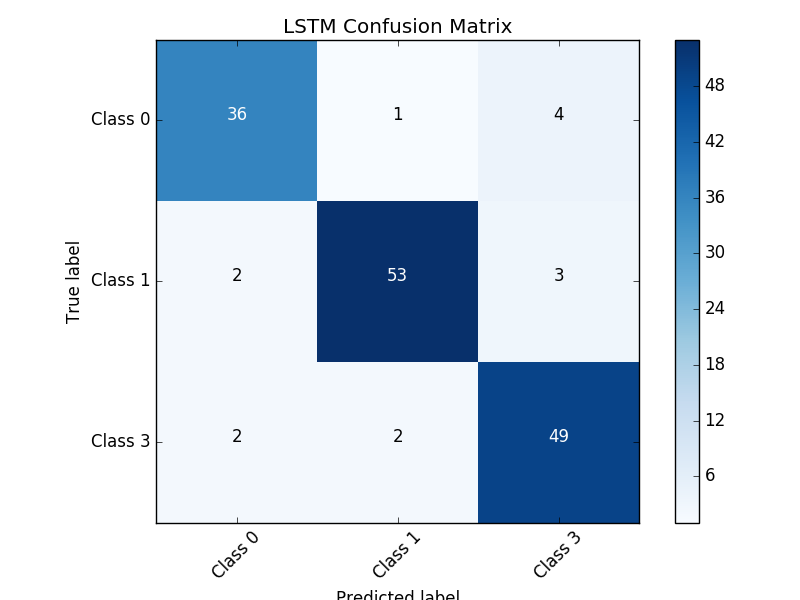 LSTM Confusion Matrix
Class 0
36
1
4
Class 1
2
53
3
Class 3
2
2
49
Class 0
Class 1
Class 3
True label
Predicted label
48
42
36
30
24
18
12
6